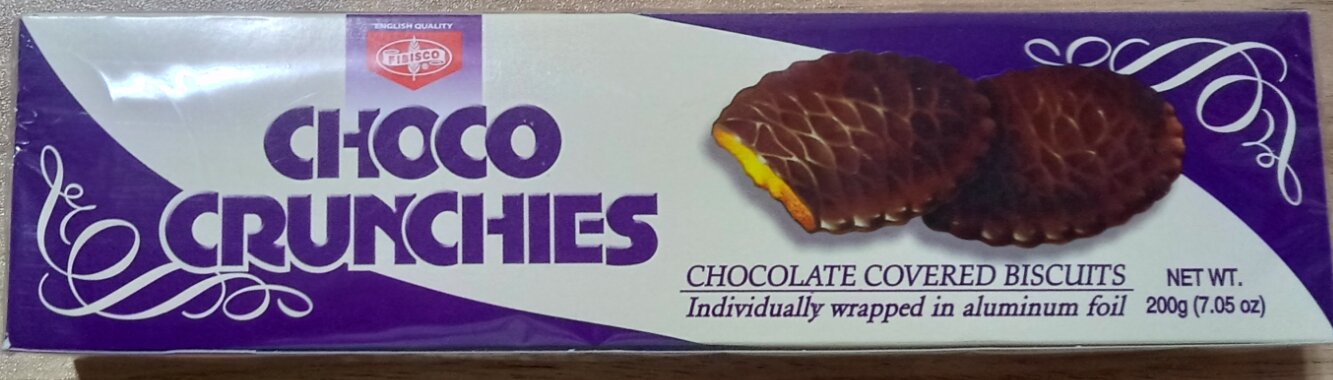 ENGLISH QUALITY
FIBISCO
CHOCO
CRUNCHIES
CHOCOLATE COVERED BISCUITS
Individually wrapped in aluminum foil
NET WT.
200g (7.05 oz)